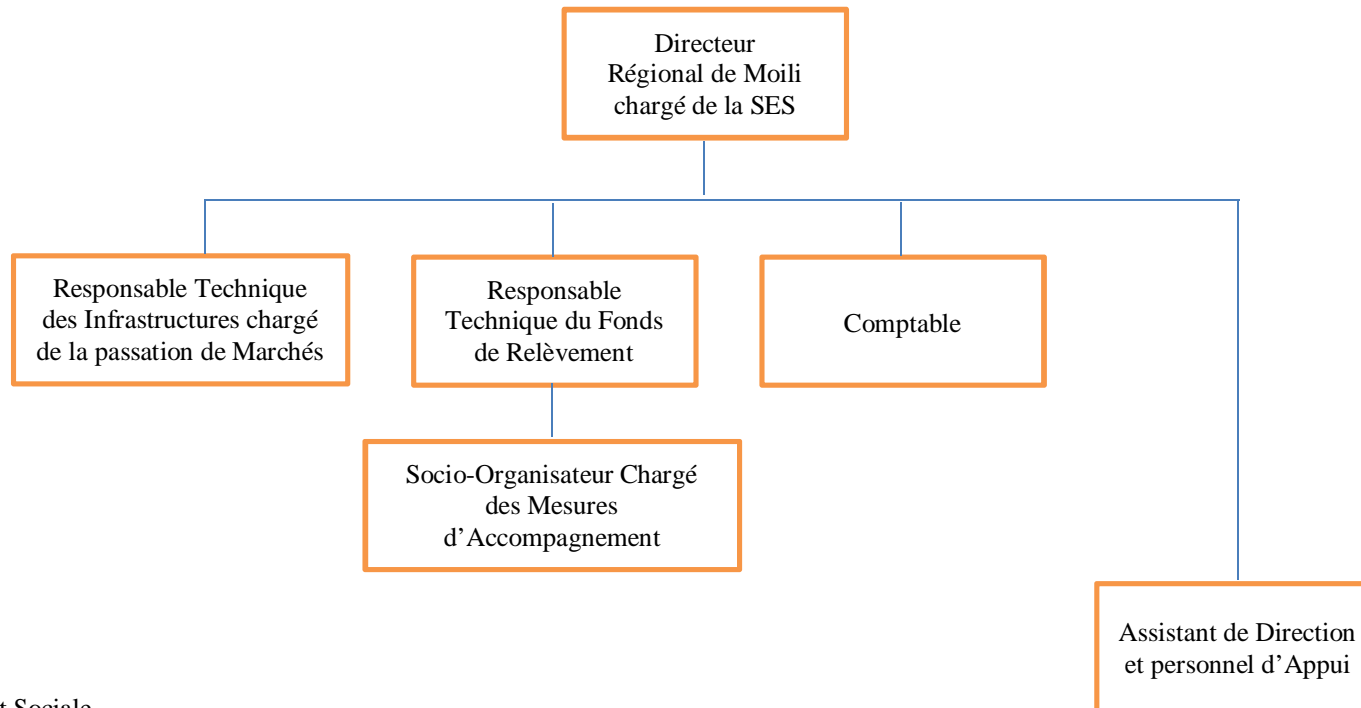 Directeur
Régional de Moili
chargé de la SES
Responsable Technique
des Infrastructures chargé
de la passation de Marchés
Responsable
Technique du Fonds
de Relèvement
Comptable
Socio-Organisateur Chargé
des Mesures
d’Accompagnement
Assistant de Direction
et personnel d’Appui
t Sociale